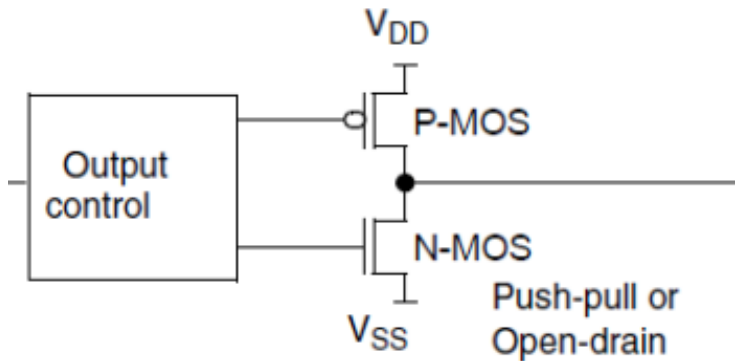 VDD
P-MOS
Output
control
N-MOS
VSS
Push-pull or
Open-drain